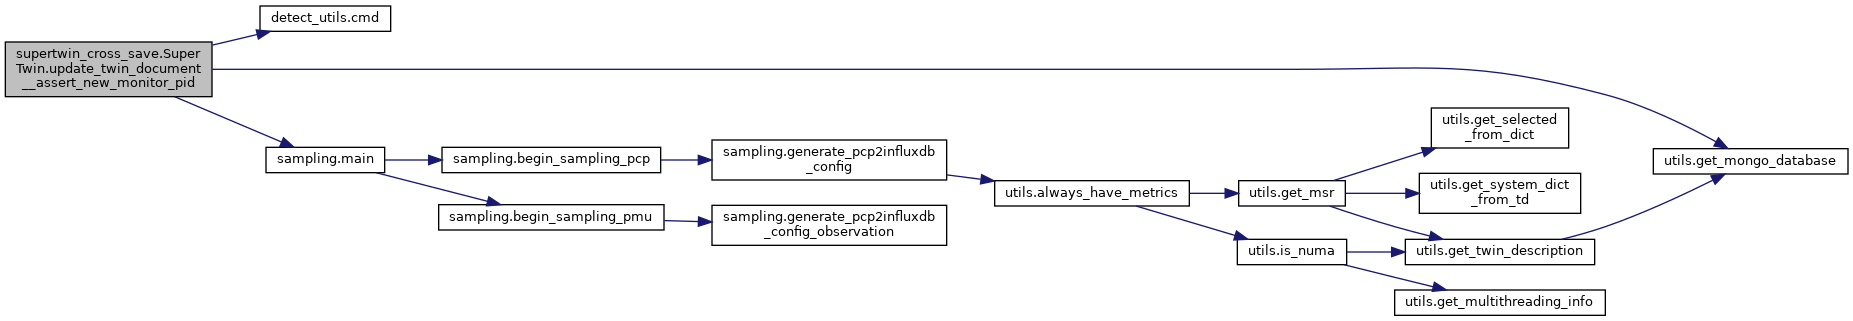 detect_utils.cmd
supertwin_cross_save.Super
Twin.update_twin_document
__assert_new_monitor_pid
sampling.main
sampling.begin_sampling_pcp
sampling.begin_sampling_pmu
sampling.generate_pcp2influxdb
_config
sampling.generate_pcp2influxdb
_config_observation
utils.always_have_metrics
utils.get_msr
utils.is_numa
utils.get_selected
_from_dict
utils.get_system_dict
_from_td
utils.get_twin_description
utils.get_multithreading_info
utils.get_mongo_database